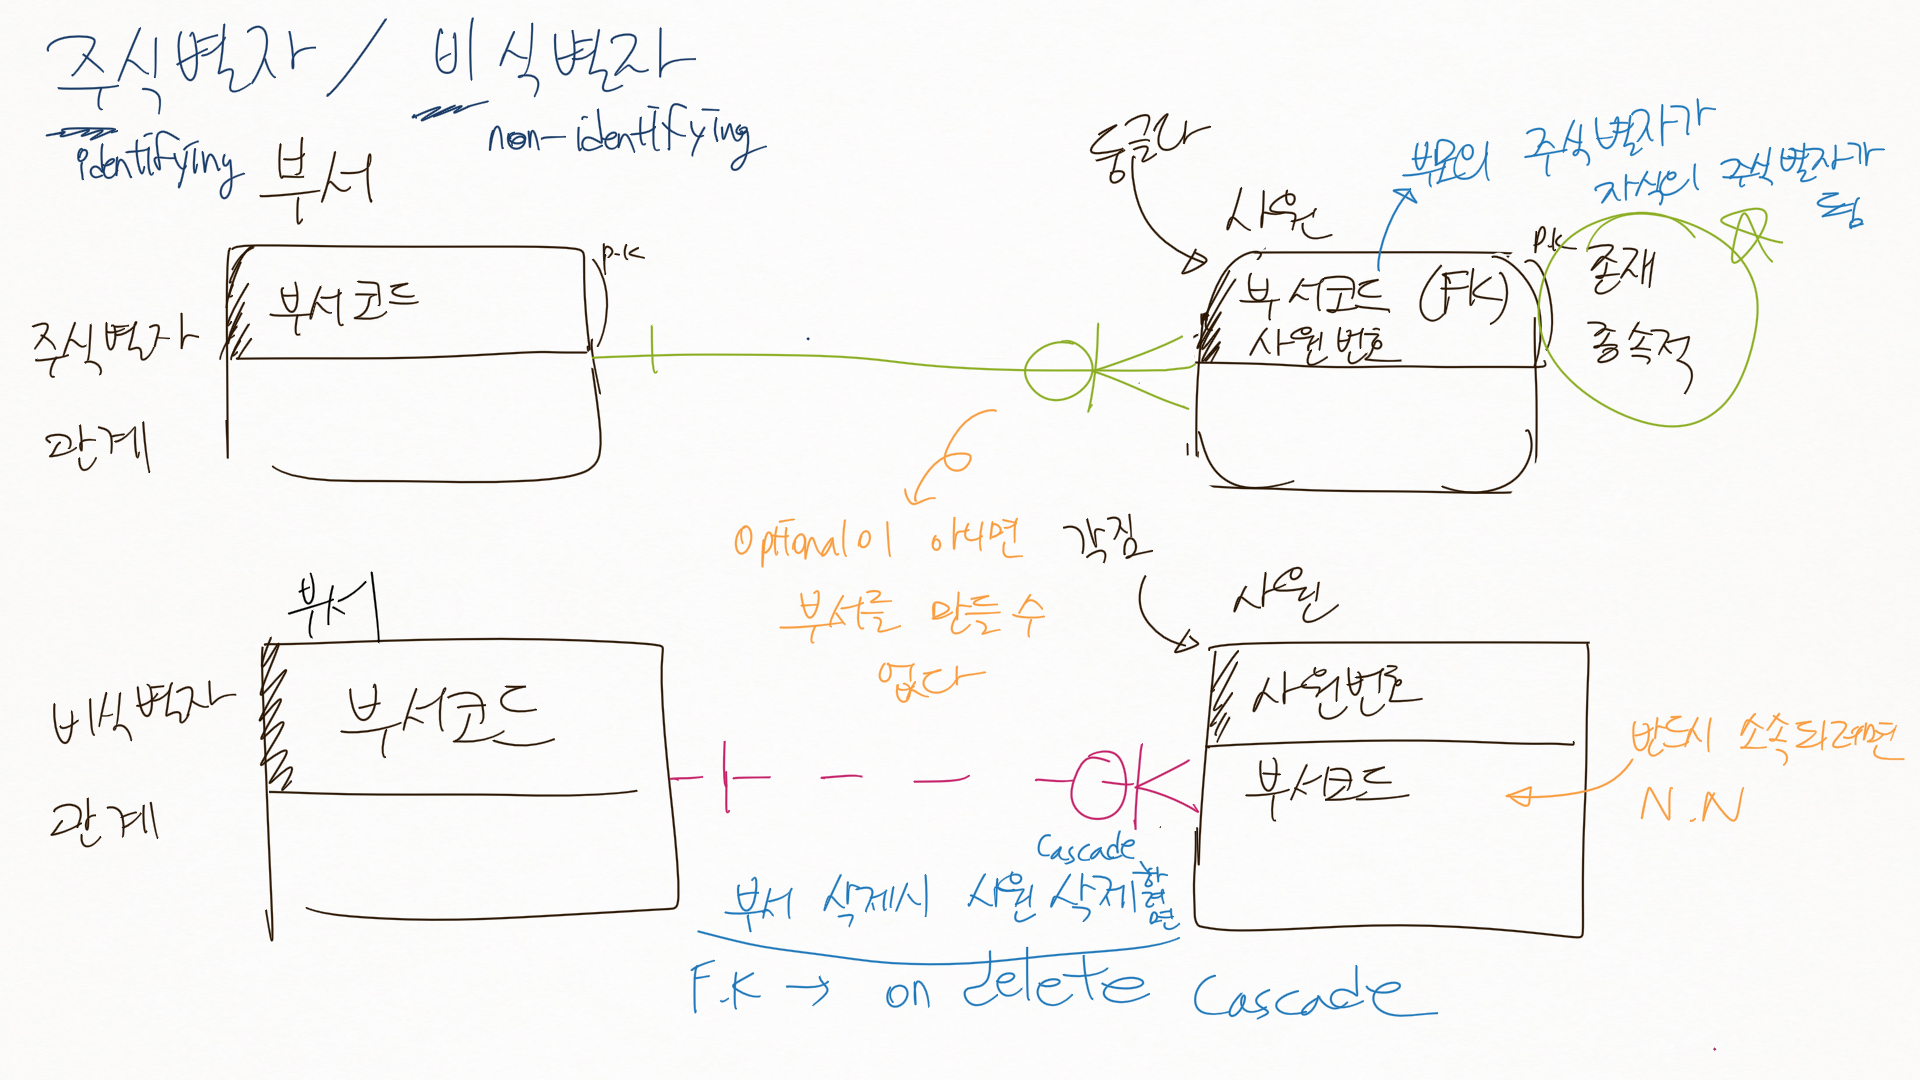 주식별자 / 비식별자
identifying
non-identifying
부서
P.K
부서코드
주식별자
관계
둥글다
사원
부모의 주식별자가
자식의 주식별자가
됨
P.K
부서코드 (FK)
사원번호
존재
종속적
Optional이 아니면
부서를 만들 수
없다
각짐
부서
부서코드
비식별자
관계
사원
사원번호
부서코드
반드시 소속되려면
N.N
Cascade
부서 삭제시 사원 삭제하려면
F.K → on delete Cascade